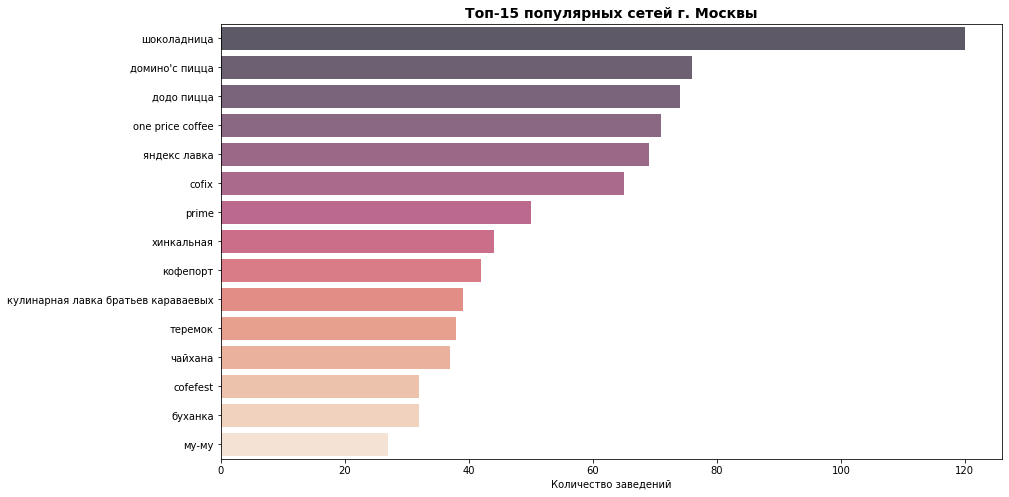 Топ-15 популярных сетей г. Москвы
шоколадница
домино'с пицца
додо пицца
one price coffee
яндекс лавка
cofix
prime
хинкальная
кофепорт
кулинарная лавка братьев караваевых
теремок
чайхана
cofefest
буханка
му-му
0 20 40 60 80 100 120
Количество заведений